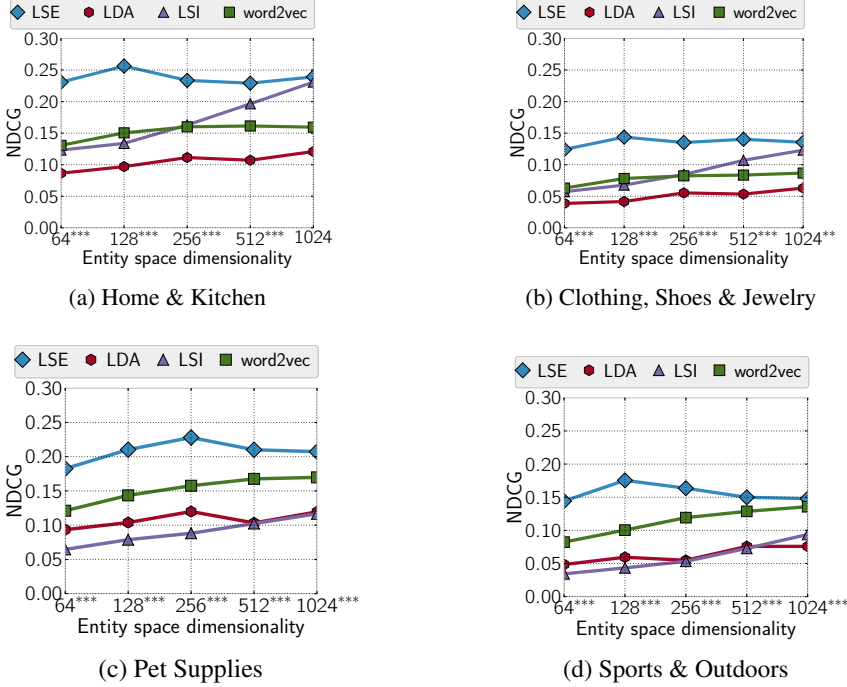 LSE LDA LSI word2vec
NDCG
0.30
0.25
0.20
0.15
0.10
0.05
0.00
64*** 128*** 256*** 512*** 1024
Entity space dimensionality
(a) Home & Kitchen
LSE LDA LSI word2vec
NDCG
0.30
0.25
0.20
0.15
0.10
0.05
0.00
64*** 128*** 256*** 512*** 1024**
Entity space dimensionality
(b) Clothing, Shoes & Jewelry
LSE LDA LSI word2vec
NDCG
0.30
0.25
0.20
0.15
0.10
0.05
0.00
64*** 128*** 256*** 512*** 1024***
Entity space dimensionality
(c) Pet Supplies
LSE LDA LSI word2vec
NDCG
0.30
0.25
0.20
0.15
0.10
0.05
0.00
64*** 128*** 256*** 512*** 1024***
Entity space dimensionality
(d) Sports & Outdoors